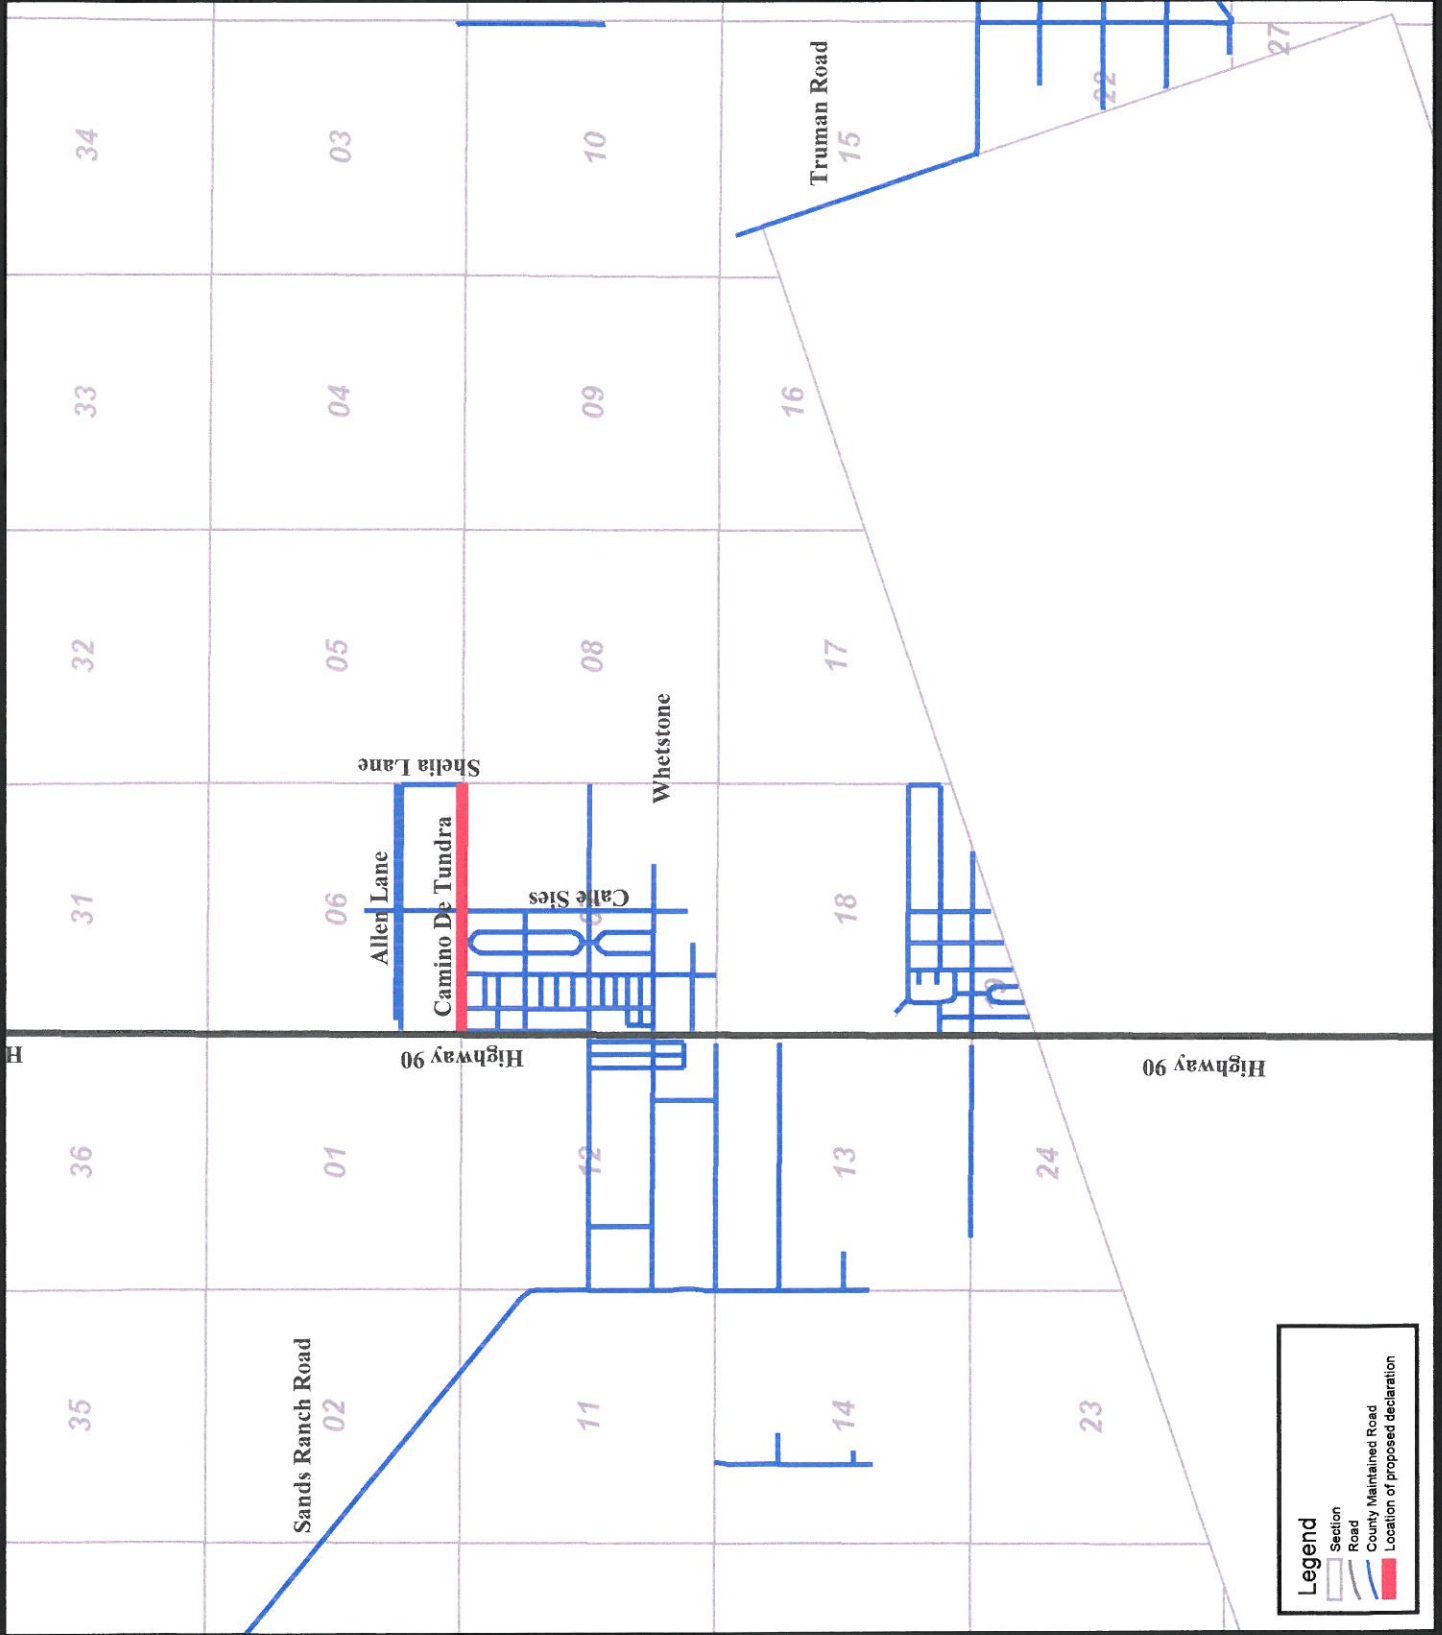 H
35
36
31
32
33
34
Sands Ranch Road
02
01
06
05
04
03
Allen Lane
Shelia Lane
Camino De Tundra
Highway 90
Calle Sies
11
12
08
09
10
Whetstone
16
Truman Road
14
13
18
17
15
24
23
22
Highway 90
27
Legend
Section
Road
County Maintained Road
Location of proposed declaration